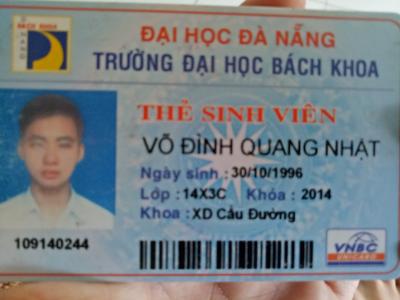 BÁCH KHOA
ĐẠI HỌC ĐÀ NẴNG
TRƯỜNG ĐẠI HỌC BÁCH KHOA
THẺ SINH VIÊN
VÕ ĐÌNH QUANG NHẬT
Ngày sinh : 30/10/1996
Lớp : 14X3C Khóa : 2014
Khoa : XD Cầu Đường
109140244
VNBC
UNICARD